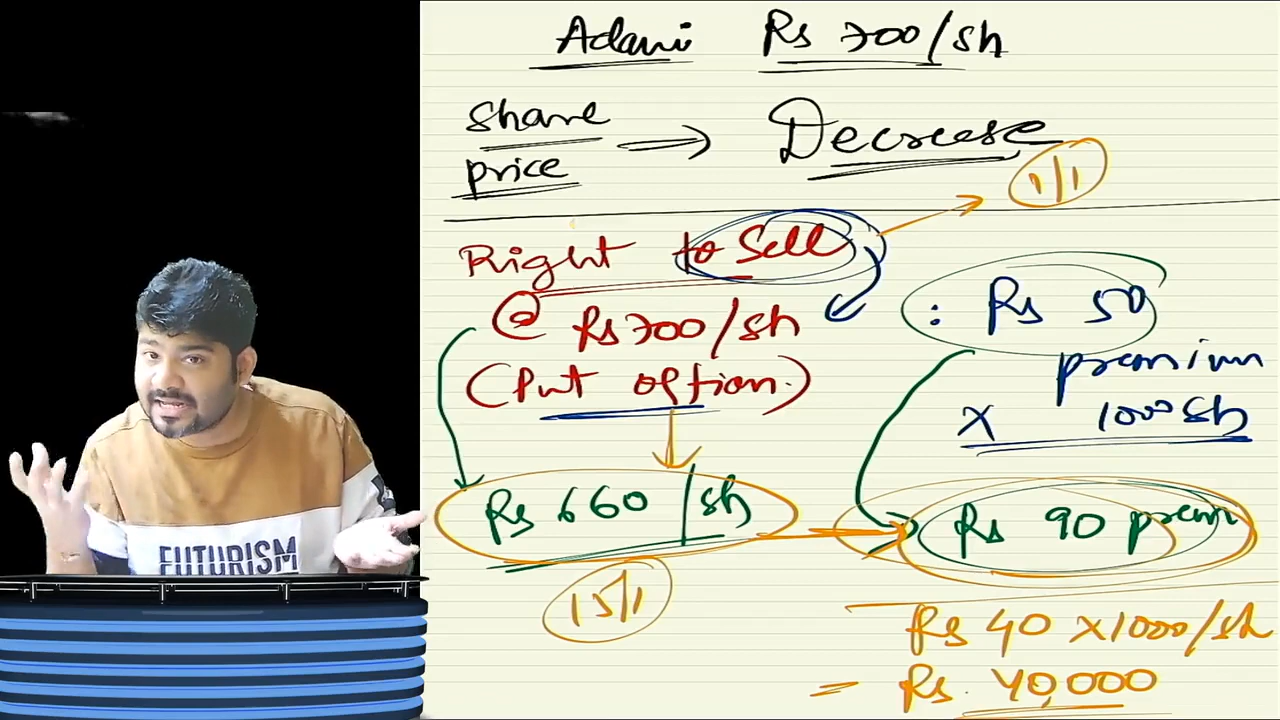 Adani Rs 700/sh
Share price ⇒ Decrease
1/1
Right to Sell
@ Rs 700/sh
(Put option.)
: Rs 50
premium
x 1000 sh
Rs 660/sh
Rs 90 prem
15/1
Rs 40 x 1000/sh
= Rs. 40,000
FUTURISM